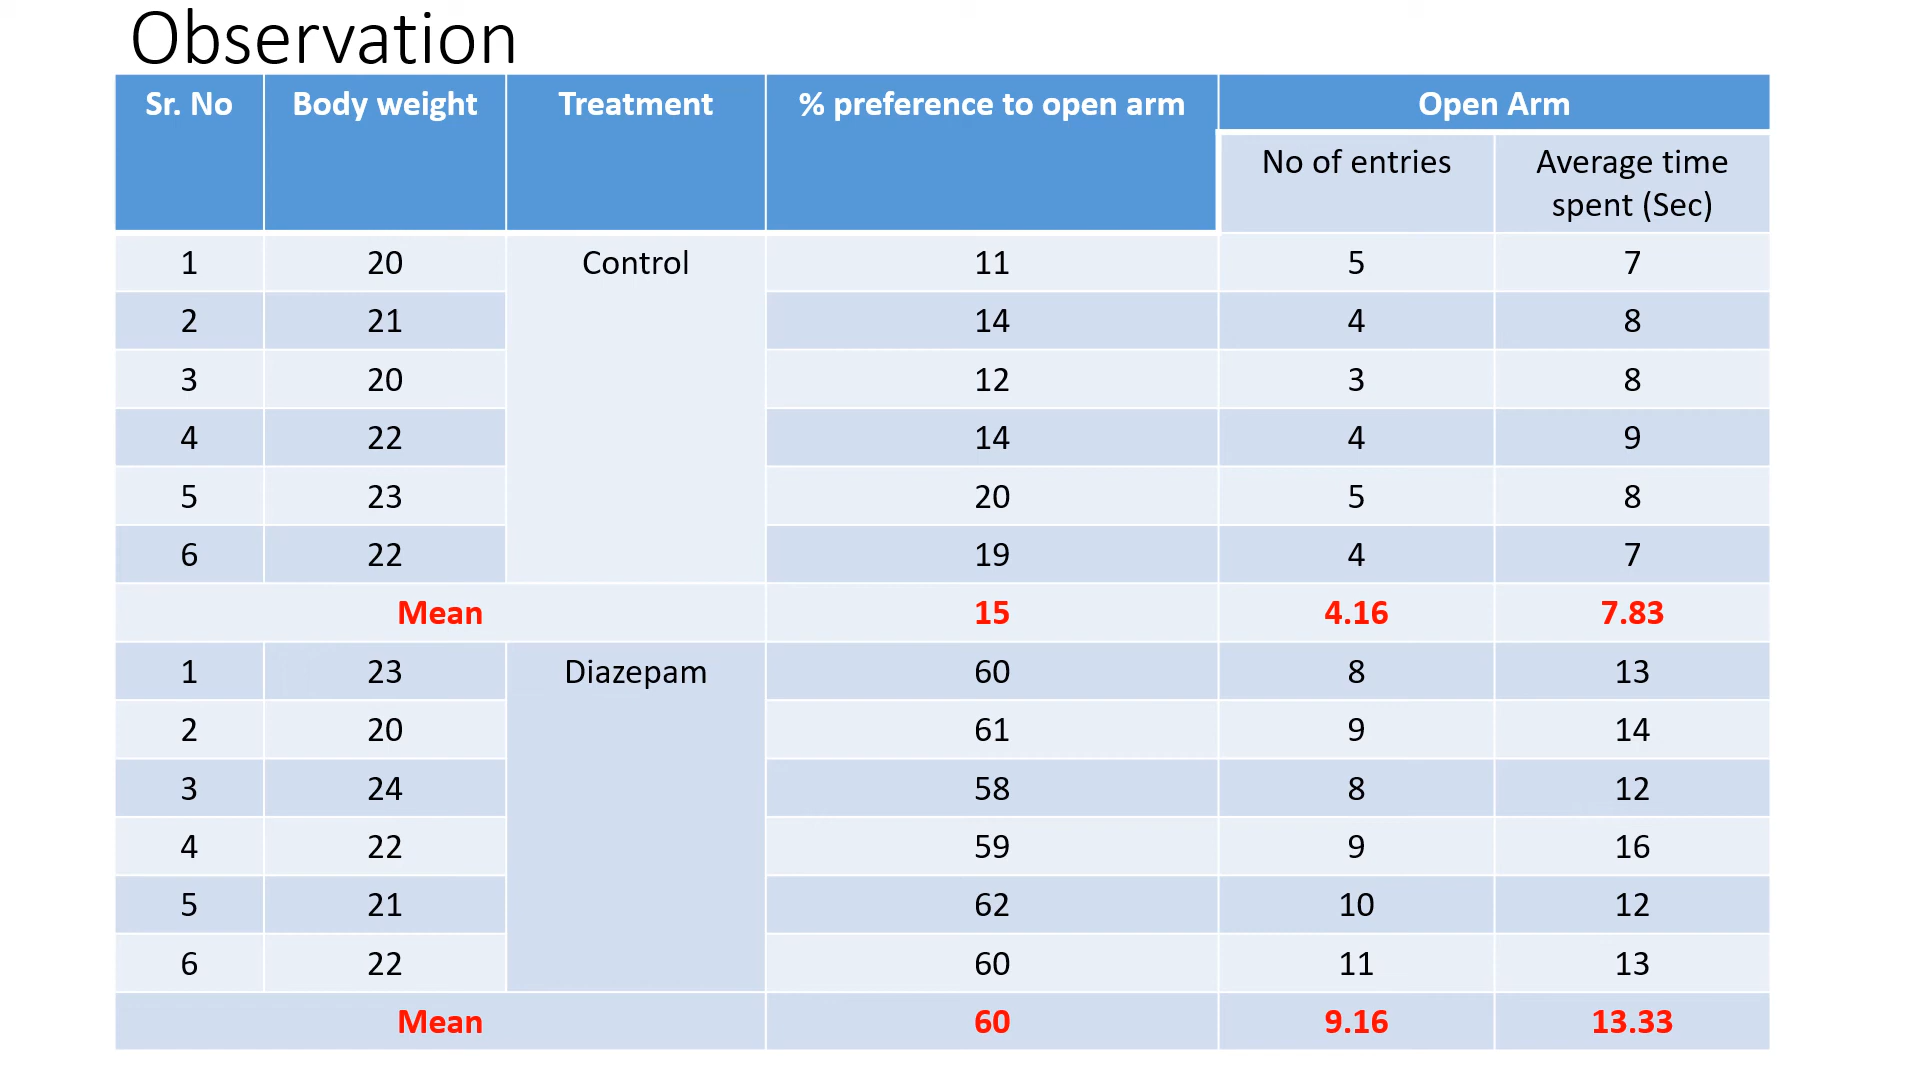 Observation
Sr. No Body weight Treatment % preference to open arm Open Arm
No of entries Average time
spent (Sec)
1 20 Control 11 5 7
2 21 14 4 8
3 20 12 3 8
4 22 14 4 9
5 23 20 5 8
6 22 19 4 7
Mean 15 4.16 7.83
1 23 Diazepam 60 8 13
2 20 61 9 14
3 24 58 8 12
4 22 59 9 16
5 21 62 10 12
6 22 60 11 13
Mean 60 9.16 13.33